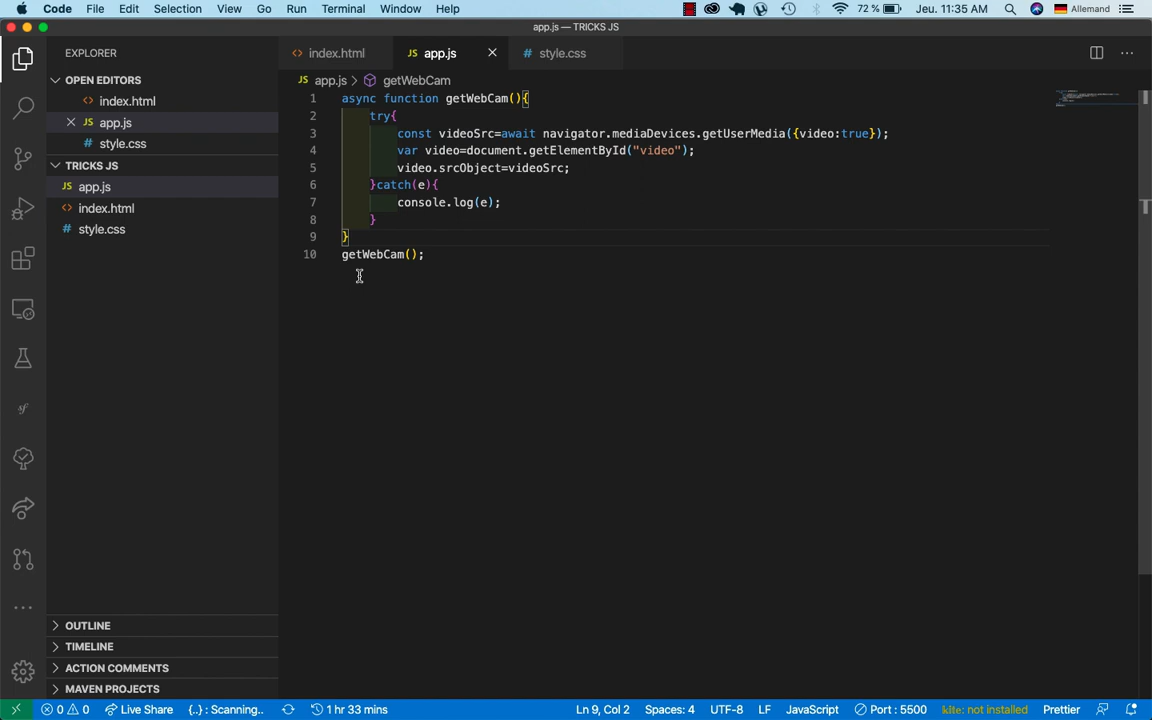 Code File Edit Selection View Go Run Terminal Window Help 72 % Jeu. 11:35 AM Allemand
app.js — TRICKS JS
EXPLORER
OPEN EDITORS
<> index.html
JS app.js
# style.css
TRICKS JS
JS app.js
<> index.html
# style.css
OUTLINE
TIMELINE
ACTION COMMENTS
MAVEN PROJECTS
<> index.html JS app.js # style.css
JS app.js > getWebCam
1 async function getWebCam(){
2 try{
3 const videoSrc=await navigator.mediaDevices.getUserMedia({video:true});
4 var video=document.getElementById("video");
5 video.srcObject=videoSrc;
6 }catch(e){
7 console.log(e);
8 }
9 }
10 getWebCam();
0 0 Live Share {..} : Scanning.. 1 hr 33 mins Ln 9, Col 2 Spaces: 4 UTF-8 LF JavaScript Port : 5500 kite: not installed Prettier